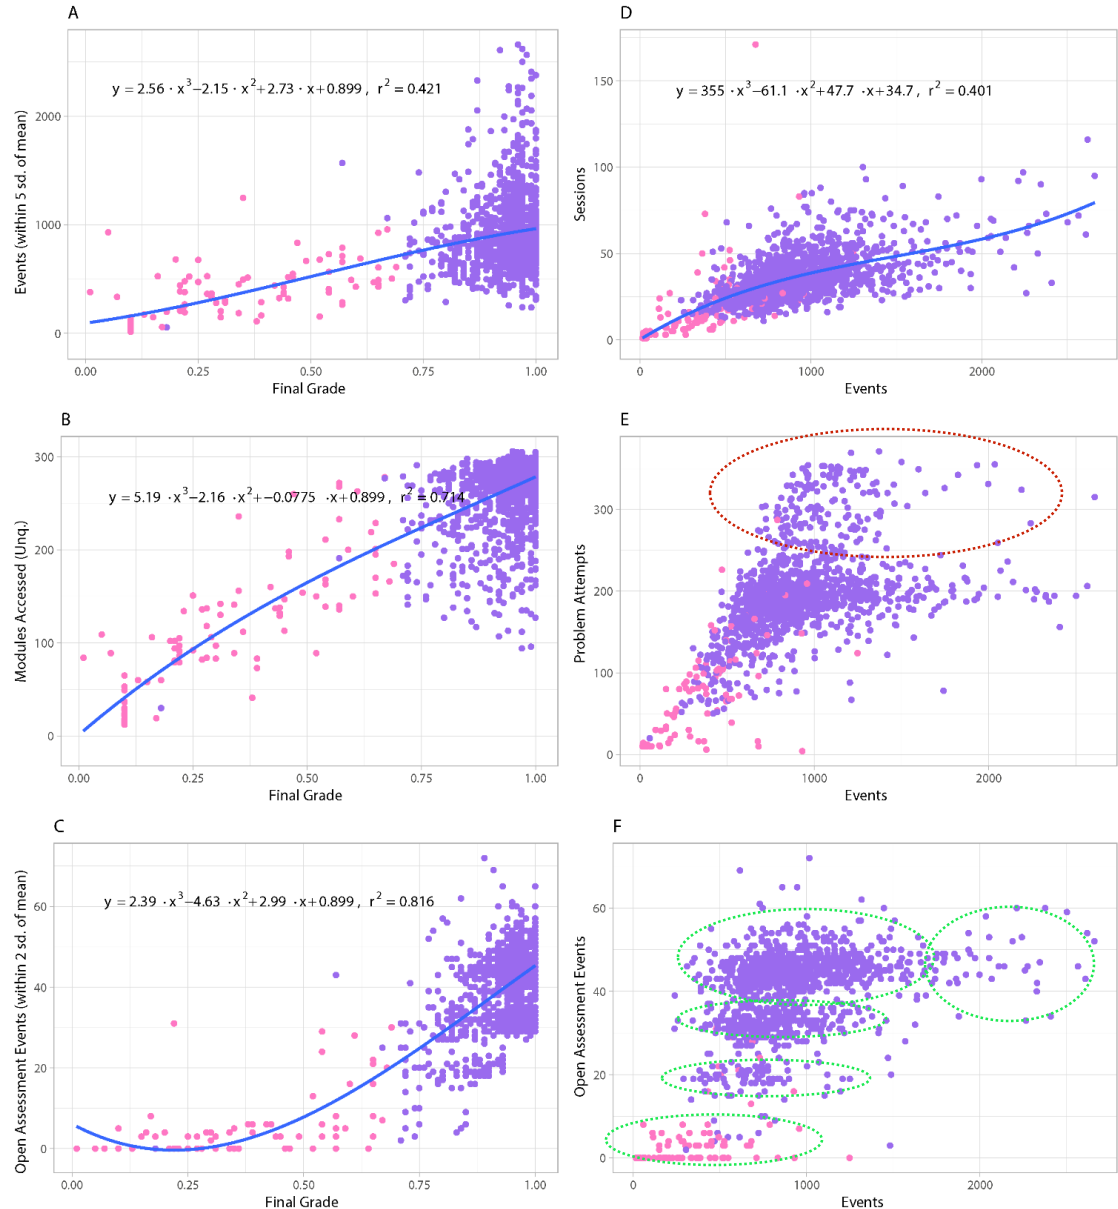 A
Events (within 5 sd. of mean)
2000
1000
0
y = 2.56 · x³−2.15 · x²+2.73 · x+0.899 , r² = 0.421
0.00 0.25 0.50 0.75 1.00
Final Grade
D
Sessions
150
100
50
0
y = 355 · x³−61.1 · x²+47.7 · x+34.7 , r² = 0.401
0 1000 2000
Events
B
Modules Accessed (Unq.)
300
200
100
0
y = 5.19 · x³−2.16 · x²+−0.0775 · x+0.899 , r² = 0.714
0.00 0.25 0.50 0.75 1.00
Final Grade
E
Problem Attempts
300
200
100
0
0 1000 2000
Events
C
Open Assessment Events (within 2 sd. of mean)
60
40
20
0
y = 2.39 · x³−4.63 · x²+2.99 · x+0.899 , r² = 0.816
0.00 0.25 0.50 0.75 1.00
Final Grade
F
Open Assessment Events
60
40
20
0
0 1000 2000
Events